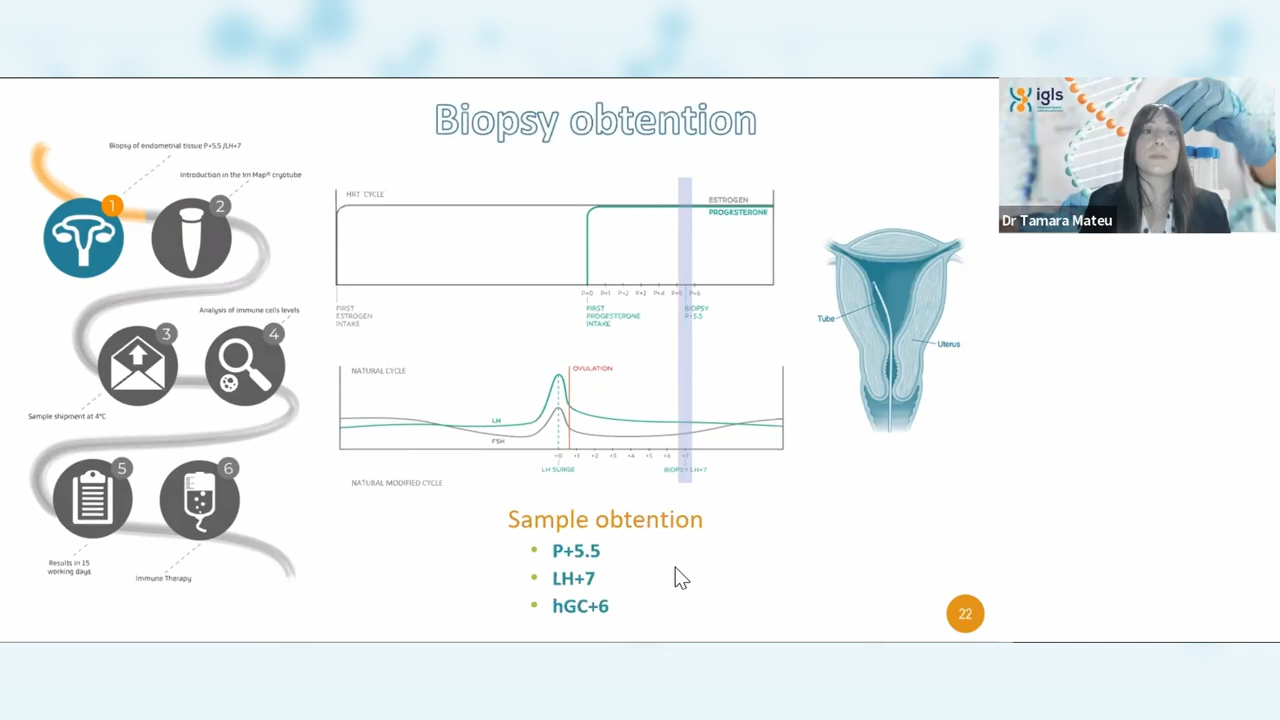 Biopsy obtention
Biopsy of endometrial tissue P+5.5 /LH+7
Introduction in the Im Map® cryotube
1
2
Analysis of immune cells levels
3
4
Sample shipment at 4°C
5
6
Results in 15
working days
Immune Therapy
HRT CYCLE
ESTROGEN
PROGESTERONE
P+0 P+1 P+2 P+3 P+4 P+5 P+6
FIRST
ESTROGEN
INTAKE
FIRST
PROGESTERONE
INTAKE
BIOPSY
P+5.5
NATURAL CYCLE
OVULATION
LH
FSH
+0 +1 +2 +3 +4 +5 +6 +7
LH SURGE
BIOPSY LH+7
NATURAL MODIFIED CYCLE
Tube
Uterus
Sample obtention
• P+5.5
• LH+7
• hGC+6
22
igls
Dr Tamara Mateu